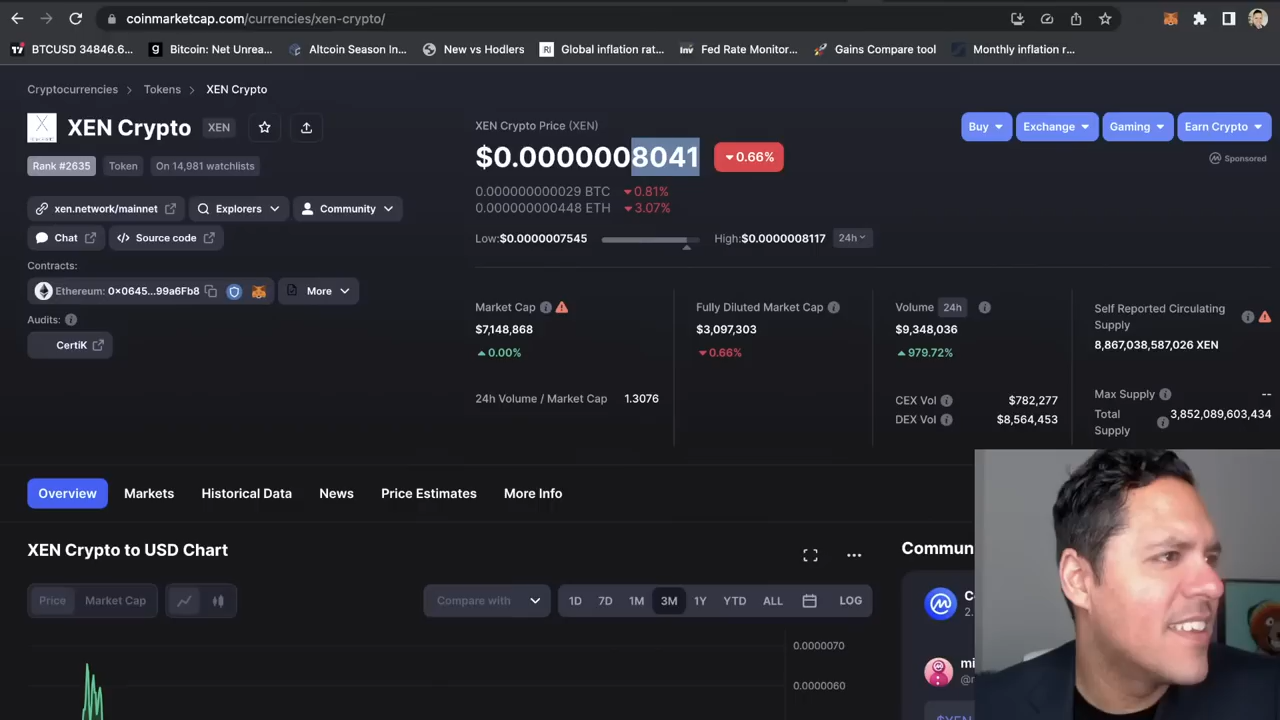 coinmarketcap.com/currencies/xen-crypto/
BTCUSD 34846.6... Bitcoin: Net Unrea... Altcoin Season In... New vs Hodlers Global inflation rat... Fed Rate Monitor... Gains Compare tool Monthly inflation r...
Cryptocurrencies > Tokens > XEN Crypto
XEN Crypto XEN
Rank #2635 Token On 14,981 watchlists
xen.network/mainnet Explorers Community
Chat Source code
Contracts:
Ethereum: 0x0645...99a6Fb8 More
Audits:
CertiK
XEN Crypto Price (XEN)
$0.0000008041 0.66%
0.000000000029 BTC 0.81%
0.000000000448 ETH 3.07%
Low:$0.0000007545 High:$0.0000008117 24h
Buy Exchange Gaming Earn Crypto
Sponsored
Market Cap
$7,148,868
0.00%
24h Volume / Market Cap 1.3076
Fully Diluted Market Cap
$3,097,303
0.66%
Volume 24h
$9,348,036
979.72%
CEX Vol $782,277
DEX Vol $8,564,453
Self Reported Circulating
Supply
8,867,038,587,026 XEN
Max Supply --
Total
Supply
3,852,089,603,434
Overview Markets Historical Data News Price Estimates More Info
XEN Crypto to USD Chart
Price Market Cap
Compare with 1D 7D 1M 3M 1Y YTD ALL LOG
0.0000070
0.0000060
Commun
C
2.
mi
$XEN